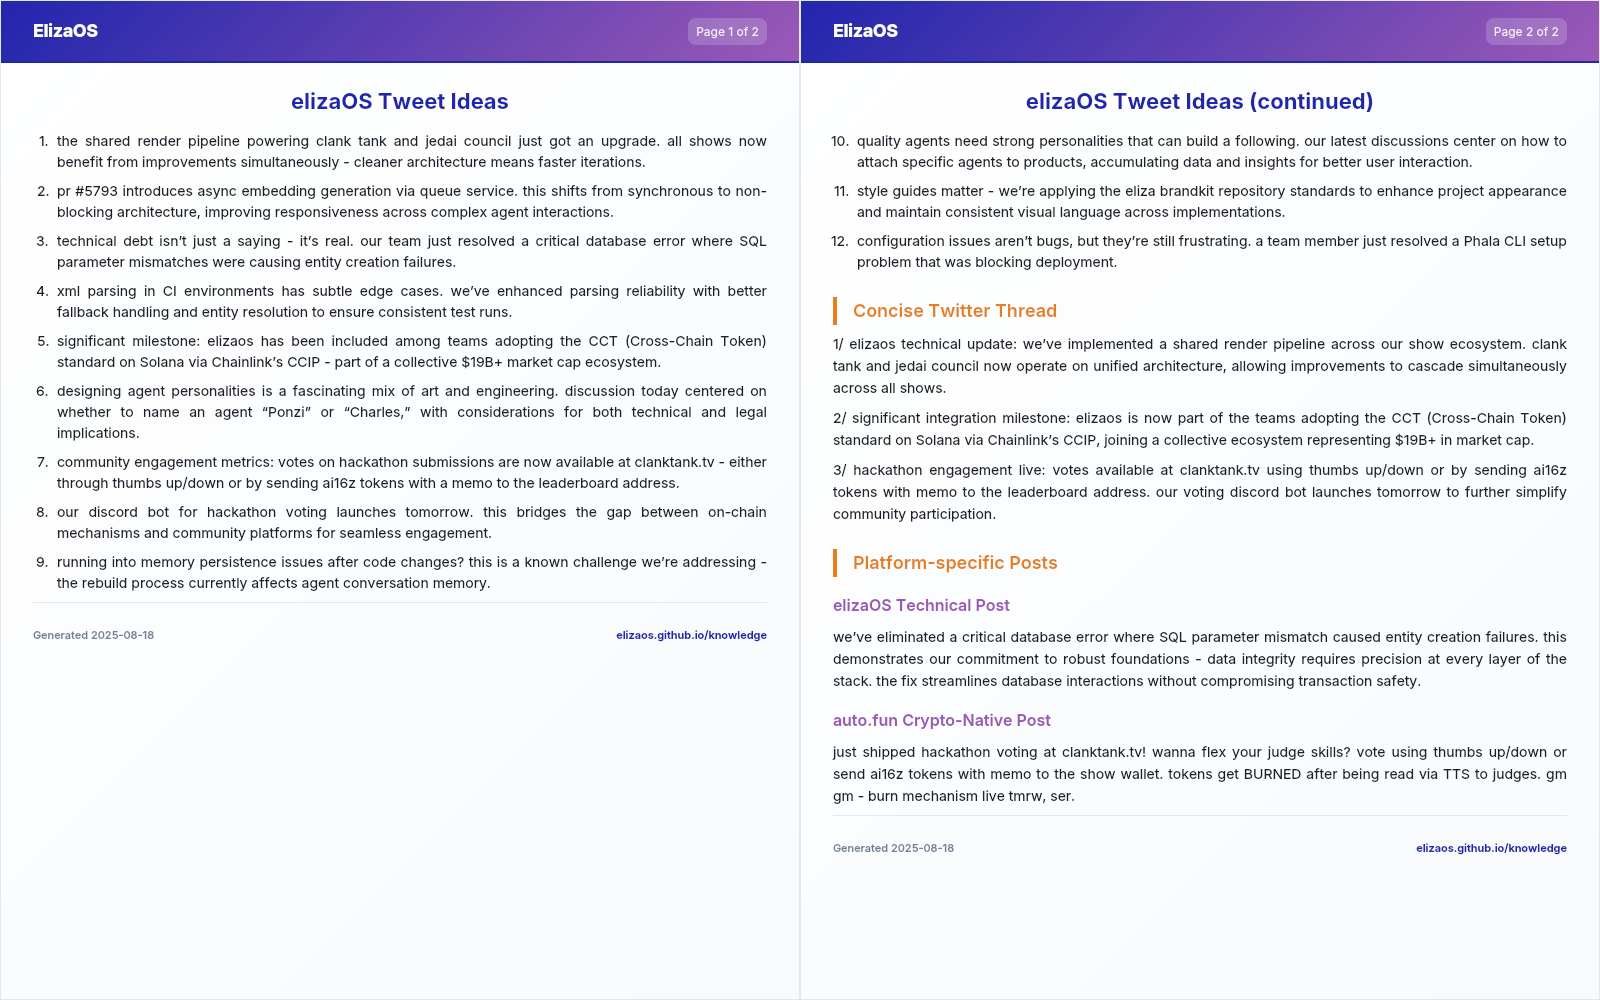 ElizaOS
Page 1 of 2
elizaOS Tweet Ideas
1. the shared render pipeline powering clank tank and jedai council just got an upgrade. all shows now
benefit from improvements simultaneously - cleaner architecture means faster iterations.
2. pr #5793 introduces async embedding generation via queue service. this shifts from synchronous to non-
blocking architecture, improving responsiveness across complex agent interactions.
3. technical debt isn’t just a saying - it’s real. our team just resolved a critical database error where SQL
parameter mismatches were causing entity creation failures.
4. xml parsing in CI environments has subtle edge cases. we’ve enhanced parsing reliability with better
fallback handling and entity resolution to ensure consistent test runs.
5. significant milestone: elizaos has been included among teams adopting the CCT (Cross-Chain Token)
standard on Solana via Chainlink’s CCIP - part of a collective $19B+ market cap ecosystem.
6. designing agent personalities is a fascinating mix of art and engineering. discussion today centered on
whether to name an agent “Ponzi” or “Charles,” with considerations for both technical and legal
implications.
7. community engagement metrics: votes on hackathon submissions are now available at clanktank.tv - either
through thumbs up/down or by sending ai16z tokens with a memo to the leaderboard address.
8. our discord bot for hackathon voting launches tomorrow. this bridges the gap between on-chain
mechanisms and community platforms for seamless engagement.
9. running into memory persistence issues after code changes? this is a known challenge we’re addressing -
the rebuild process currently affects agent conversation memory.
Generated 2025-08-18
elizaos.github.io/knowledge
ElizaOS
Page 2 of 2
elizaOS Tweet Ideas (continued)
10. quality agents need strong personalities that can build a following. our latest discussions center on how to
attach specific agents to products, accumulating data and insights for better user interaction.
11. style guides matter - we’re applying the eliza brandkit repository standards to enhance project appearance
and maintain consistent visual language across implementations.
12. configuration issues aren’t bugs, but they’re still frustrating. a team member just resolved a Phala CLI setup
problem that was blocking deployment.
Concise Twitter Thread
1/ elizaos technical update: we’ve implemented a shared render pipeline across our show ecosystem. clank
tank and jedai council now operate on unified architecture, allowing improvements to cascade simultaneously
across all shows.
2/ significant integration milestone: elizaos is now part of the teams adopting the CCT (Cross-Chain Token)
standard on Solana via Chainlink’s CCIP, joining a collective ecosystem representing $19B+ in market cap.
3/ hackathon engagement live: votes available at clanktank.tv using thumbs up/down or by sending ai16z
tokens with memo to the leaderboard address. our voting discord bot launches tomorrow to further simplify
community participation.
Platform-specific Posts
elizaOS Technical Post
we’ve eliminated a critical database error where SQL parameter mismatch caused entity creation failures. this
demonstrates our commitment to robust foundations - data integrity requires precision at every layer of the
stack. the fix streamlines database interactions without compromising transaction safety.
auto.fun Crypto-Native Post
just shipped hackathon voting at clanktank.tv! wanna flex your judge skills? vote using thumbs up/down or
send ai16z tokens with memo to the show wallet. tokens get BURNED after being read via TTS to judges. gm
gm - burn mechanism live tmrw, ser.
Generated 2025-08-18
elizaos.github.io/knowledge